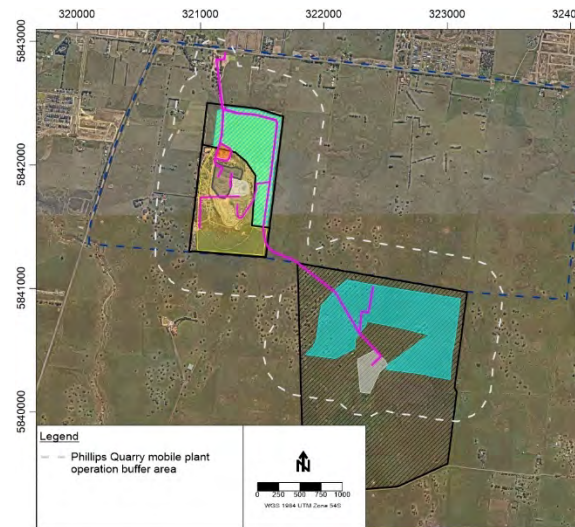 320000 321000 322000 323000 32400
5843000
5842000
5841000
5840000
Legend
Phillips Quarry mobile plant
operation buffer area
N
0 250 500 750 1000
WGS 1984 UTM Zone 54S